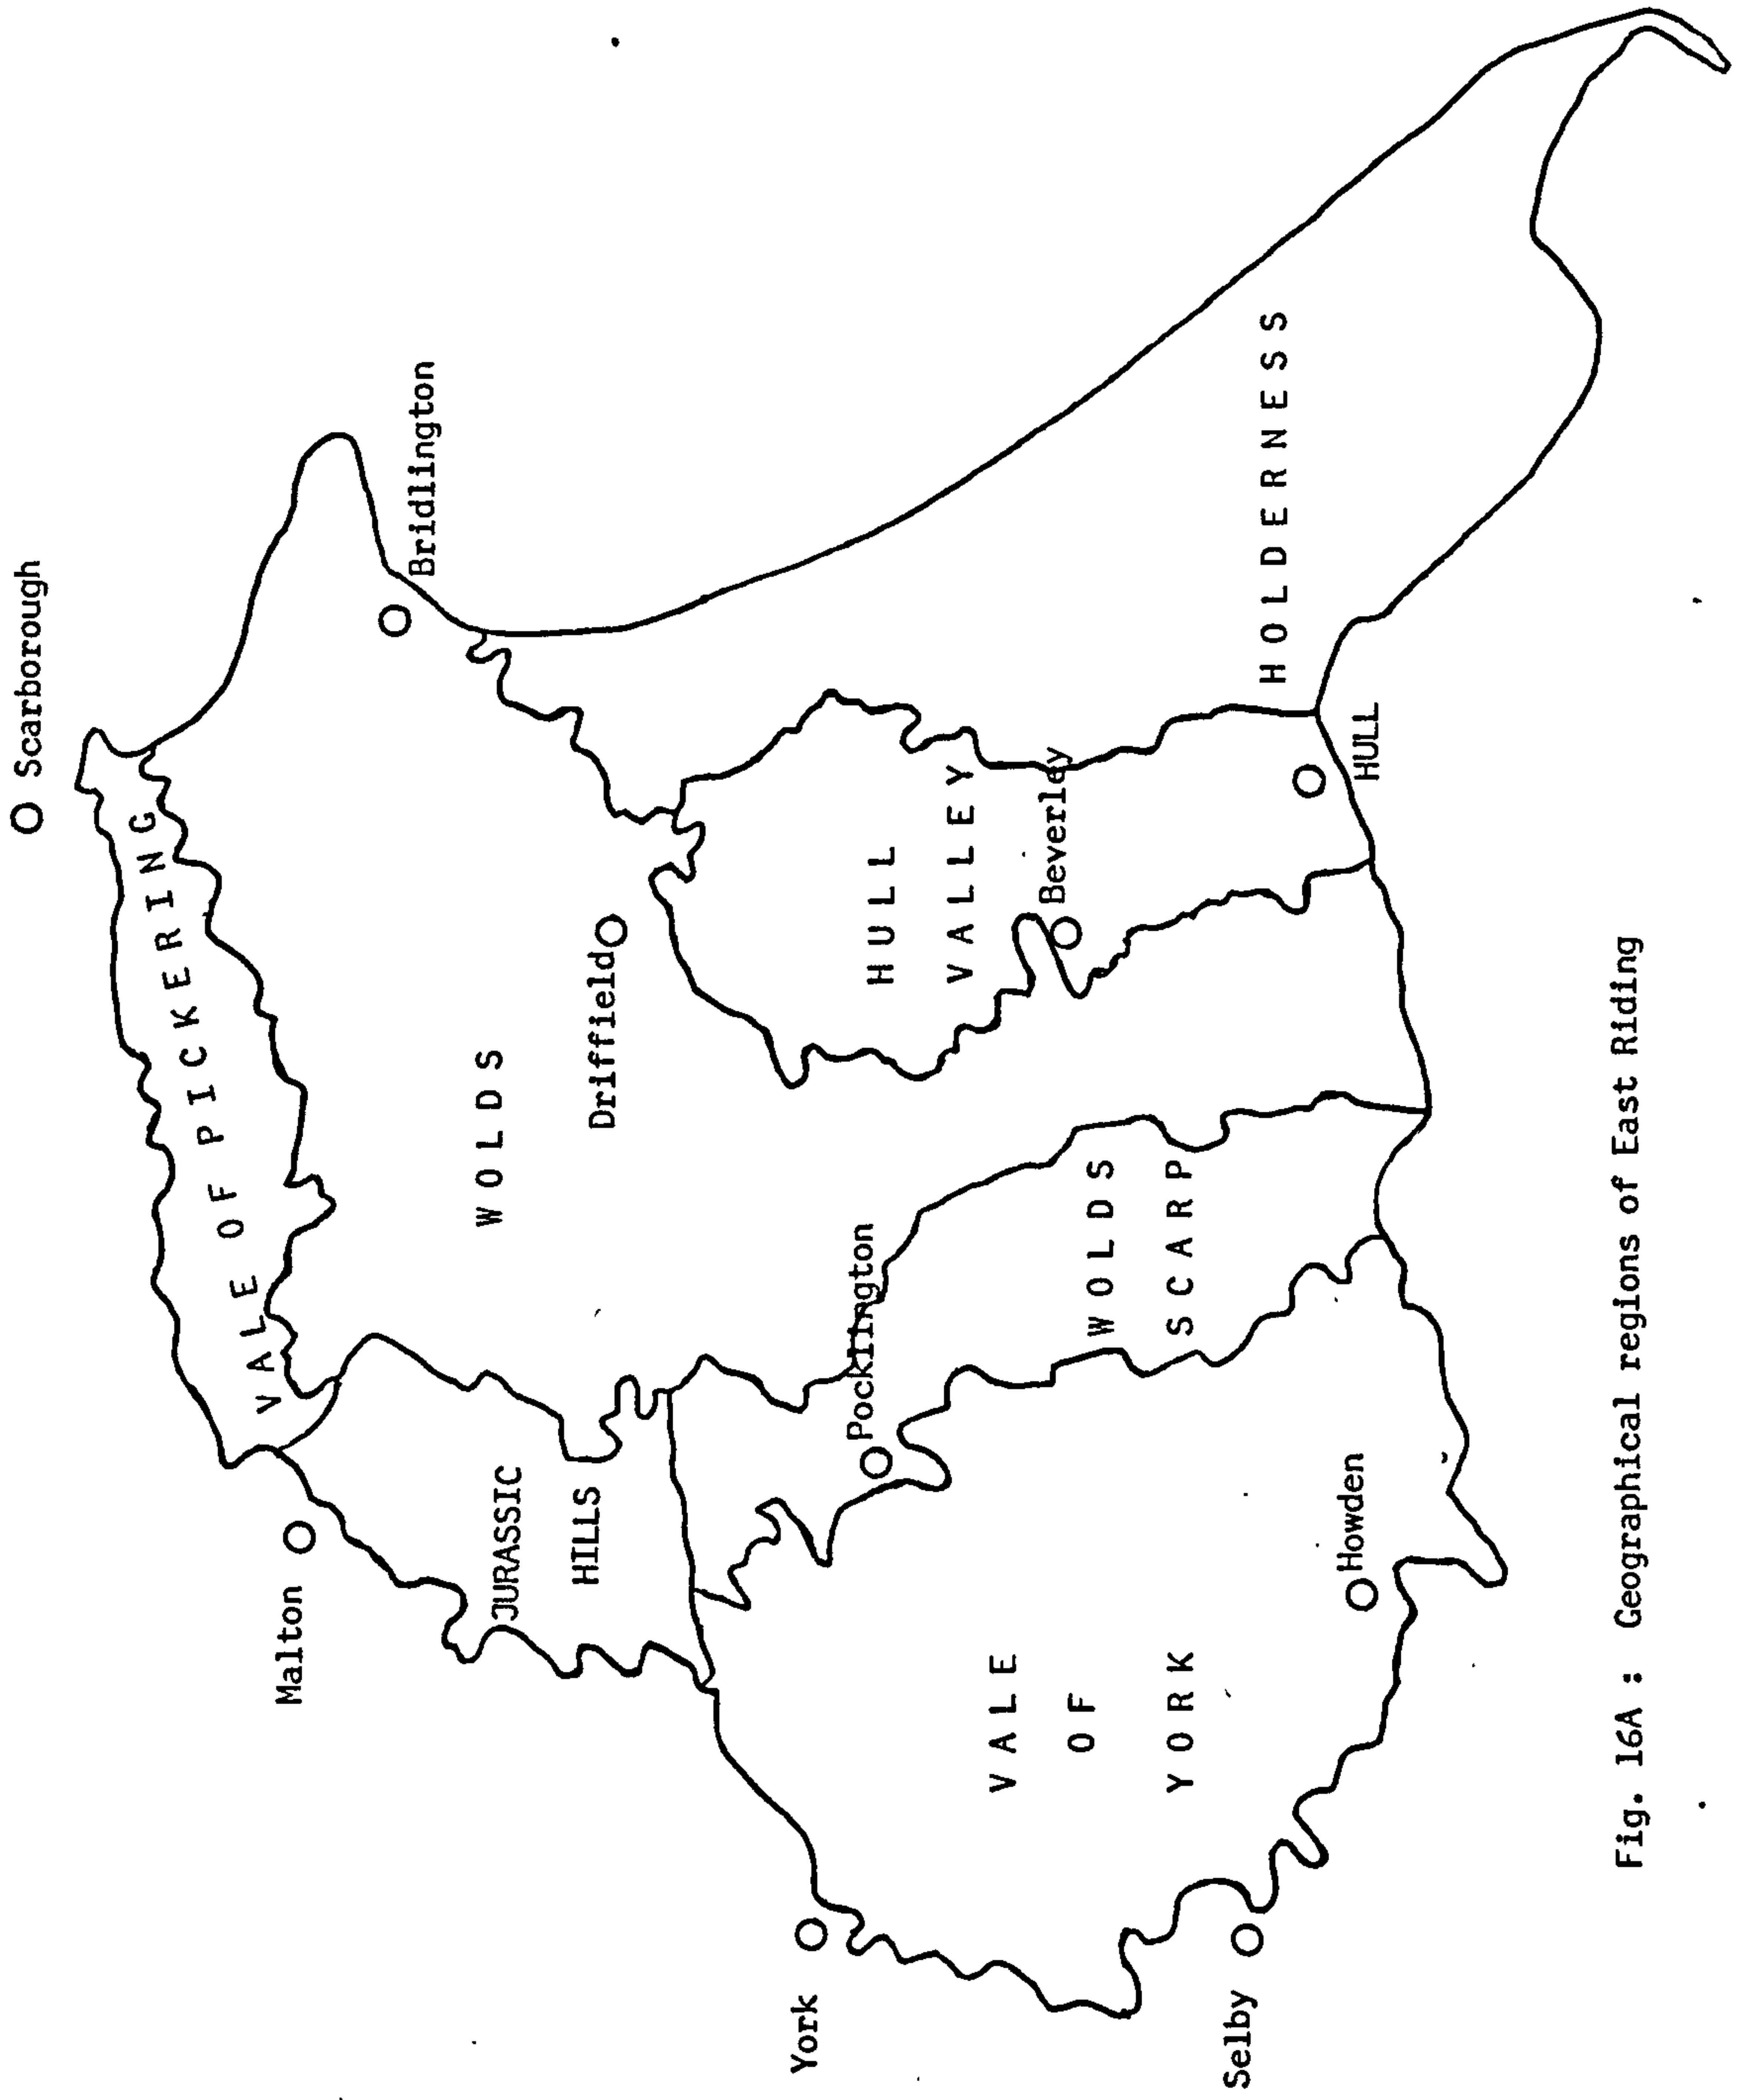 Scarborough
VALE OF PICKERING
Malton
Bridlington
WOLDS
JURASSIC
HILLS
Driffield
York
Pocklington
HULL
VALLEY
VALE
OF
YORK
Beverley
WOLDS
SCARP
Selby
HOLDERNESS
Howden
HULL
Fig. 16A : Geographical regions of East Riding